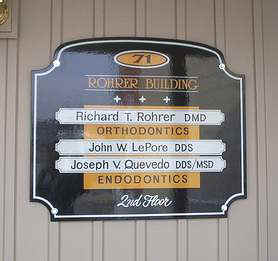 71
ROHRER BUILDING
Richard T. Rohrer DMD
ORTHODONTICS
John W. LePore DDS
Joseph V. Quevedo DDS/MSD
ENDODONTICS
2nd Floor